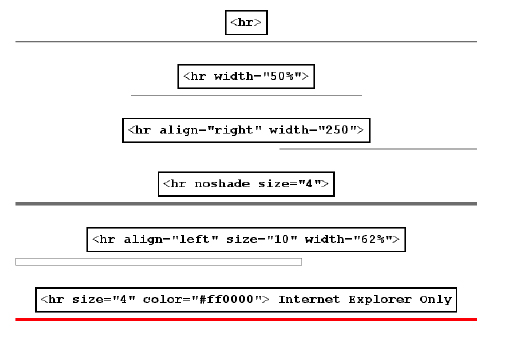 <hr>
<hr width="50%">
<hr align="right" width="250">
<hr noshade size="4">
<hr align="left" size="10" width="62%">
<hr size="4" color="#ff0000"> Internet Explorer Only